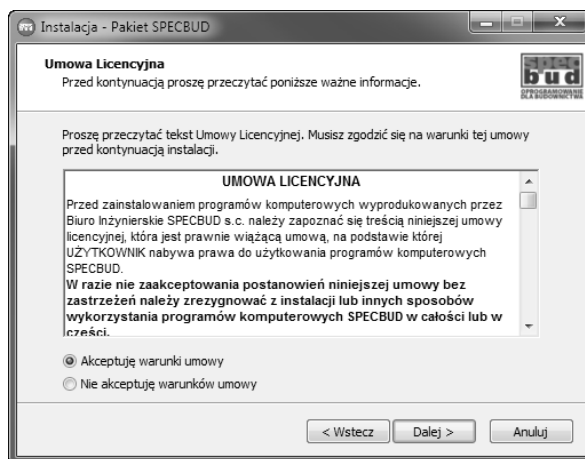 Instalacja - Pakiet SPECBUD
Umowa Licencyjna
Przed kontynuacją proszę przeczytać poniższe ważne informacje.
spec
bud
OPROGRAMOWANIE
DLA BUDOWNICTWA
Proszę przeczytać tekst Umowy Licencyjnej. Musisz zgodzić się na warunki tej umowy
przed kontynuacją instalacji.
UMOWA LICENCYJNA
Przed zainstalowaniem programów komputerowych wyprodukowanych przez
Biuro Inżynierskie SPECBUD s.c. należy zapoznać się treścią niniejszej umowy
licencyjnej, która jest prawnie wiążącą umową, na podstawie której
UŻYTKOWNIK nabywa prawa do użytkowania programów komputerowych
SPECBUD.
W razie nie zaakceptowania postanowień niniejszej umowy bez
zastrzeżeń należy zrezygnować z instalacji lub innych sposobów
wykorzystania programów komputerowych SPECBUD w całości lub w
części.
Akceptuję warunki umowy
Nie akceptuję warunków umowy
< Wstecz
Dalej >
Anuluj